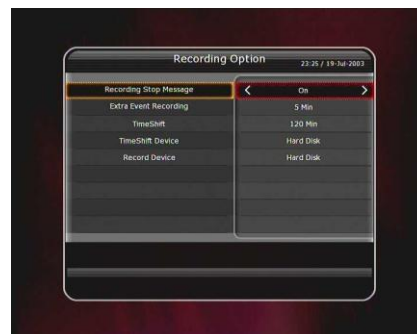 Recording Option
23:25 / 19-Jul-2003
Recording Stop Message On
Extra Event Recording 5 Min
TimeShift 120 Min
TimeShift Device Hard Disk
Record Device Hard Disk